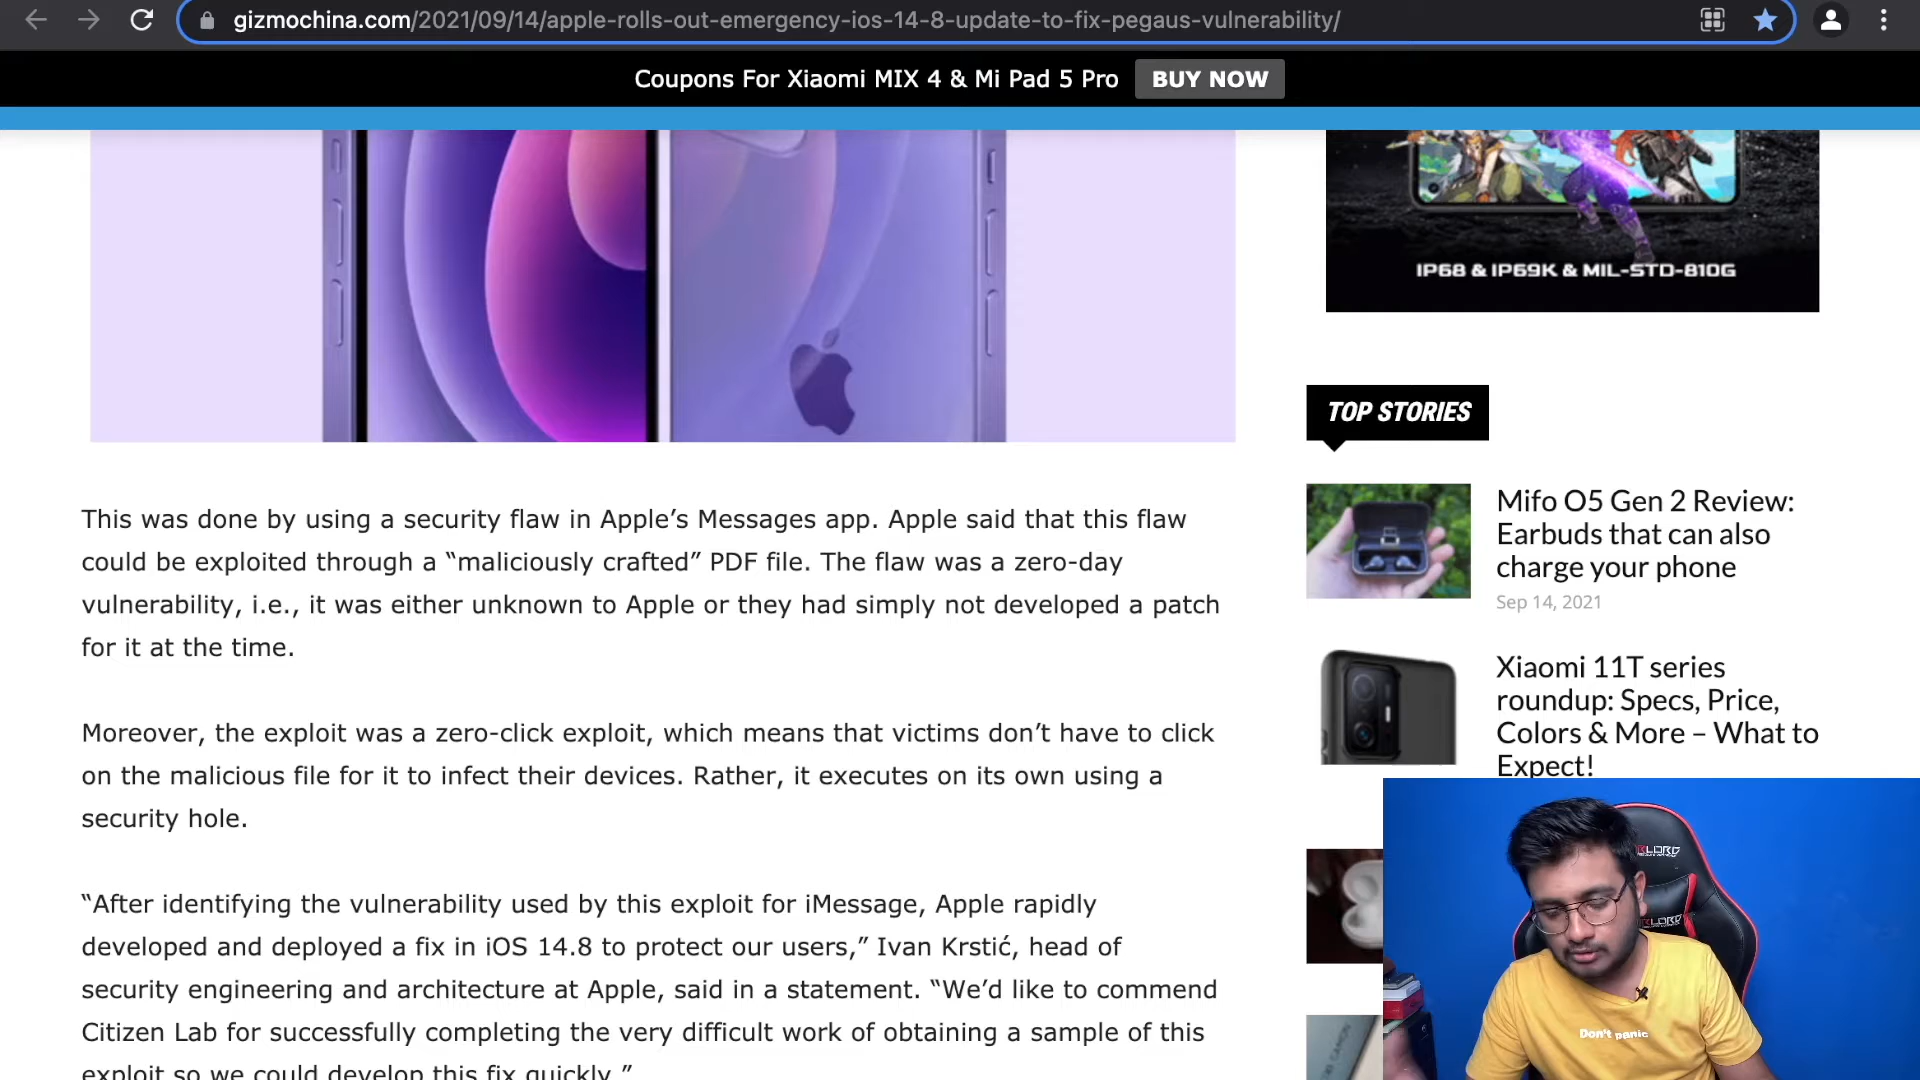 gizmochina.com/2021/09/14/apple-rolls-out-emergency-ios-14-8-update-to-fix-pegaus-vulnerability/
Coupons For Xiaomi MIX 4 & Mi Pad 5 Pro BUY NOW
IP68 & IP69K & MIL-STD-810G
This was done by using a security flaw in Apple’s Messages app. Apple said that this flaw
could be exploited through a “maliciously crafted” PDF file. The flaw was a zero-day
vulnerability, i.e., it was either unknown to Apple or they had simply not developed a patch
for it at the time.
Moreover, the exploit was a zero-click exploit, which means that victims don’t have to click
on the malicious file for it to infect their devices. Rather, it executes on its own using a
security hole.
“After identifying the vulnerability used by this exploit for iMessage, Apple rapidly
developed and deployed a fix in iOS 14.8 to protect our users,” Ivan Krstić, head of
security engineering and architecture at Apple, said in a statement. “We’d like to commend
Citizen Lab for successfully completing the very difficult work of obtaining a sample of this
exploit so we could develop this fix quickly.”
TOP STORIES
Mifo O5 Gen 2 Review:
Earbuds that can also
charge your phone
Sep 14, 2021
Xiaomi 11T series
roundup: Specs, Price,
Colors & More – What to
Expect!
Don't panic